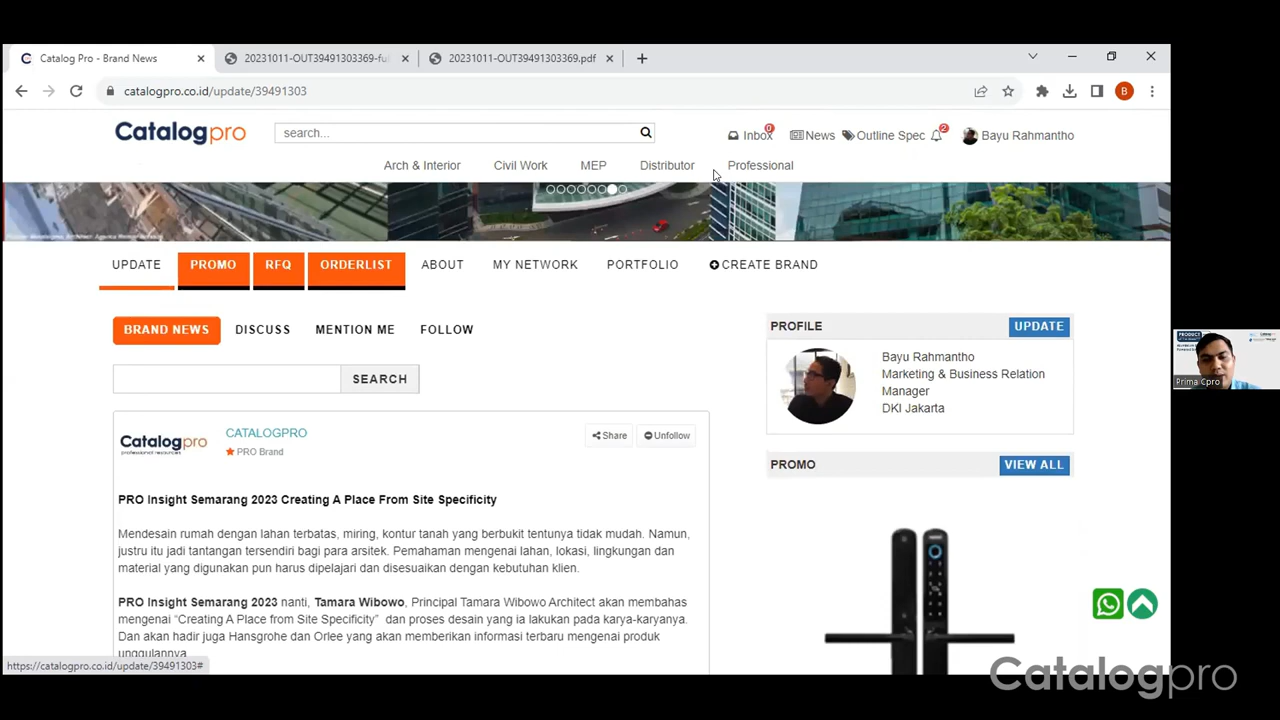 Catalog Pro - Brand News
20231011-OUT39491303369-fu
20231011-OUT39491303369.pdf
catalogpro.co.id/update/39491303
B
Catalogpro
search...
Inbox 0
News
Outline Spec
2
Bayu Rahmantho
Arch & Interior
Civil Work
MEP
Distributor
Professional
UPDATE
PROMO
RFQ
ORDERLIST
ABOUT
MY NETWORK
PORTFOLIO
CREATE BRAND
BRAND NEWS
DISCUSS
MENTION ME
FOLLOW
SEARCH
PROFILE
UPDATE
Bayu Rahmantho
Marketing & Business Relation
Manager
DKI Jakarta
Catalogpro
professional resources
CATALOGPRO
PRO Brand
Share
Unfollow
PROMO
VIEW ALL
PRO Insight Semarang 2023 Creating A Place From Site Specificity
Mendesain rumah dengan lahan terbatas, miring, kontur tanah yang berbukit tentunya tidak mudah. Namun,
justru itu jadi tantangan tersendiri bagi para arsitek. Pemahaman mengenai lahan, lokasi, lingkungan dan
material yang digunakan pun harus dipelajari dan disesuaikan dengan kebutuhan klien.
PRO Insight Semarang 2023 nanti, Tamara Wibowo, Principal Tamara Wibowo Architect akan membahas
mengenai “Creating A Place from Site Specificity” dan proses desain yang ia lakukan pada karya-karyanya.
Dan akan hadir juga Hansgrohe dan Orlee yang akan memberikan informasi terbaru mengenai produk
unggulannya
https://catalogpro.co.id/update/39491303#
Catalogpro
PRODUCT
Prima Cpro